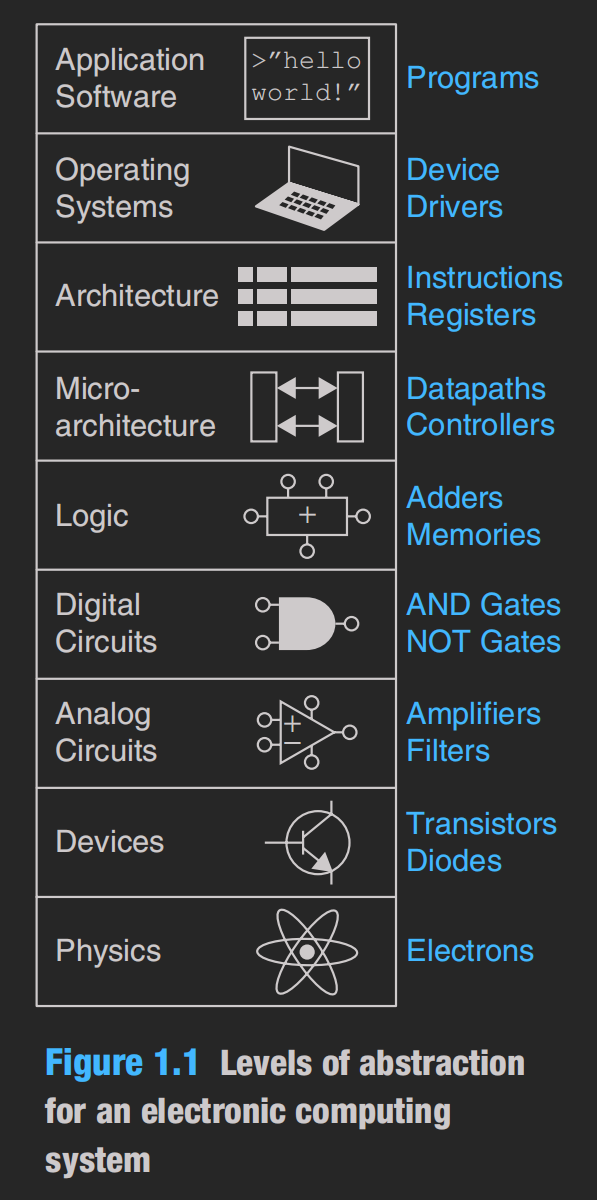 Application
Software
>"hello
world!"
Programs
Operating
Systems
Device
Drivers
Architecture
Instructions
Registers
Micro-
architecture
Datapaths
Controllers
Logic
+
Adders
Memories
Digital
Circuits
AND Gates
NOT Gates
Analog
Circuits
+
−
Amplifiers
Filters
Devices
Transistors
Diodes
Physics
Electrons
Figure 1.1 Levels of abstraction
for an electronic computing
system